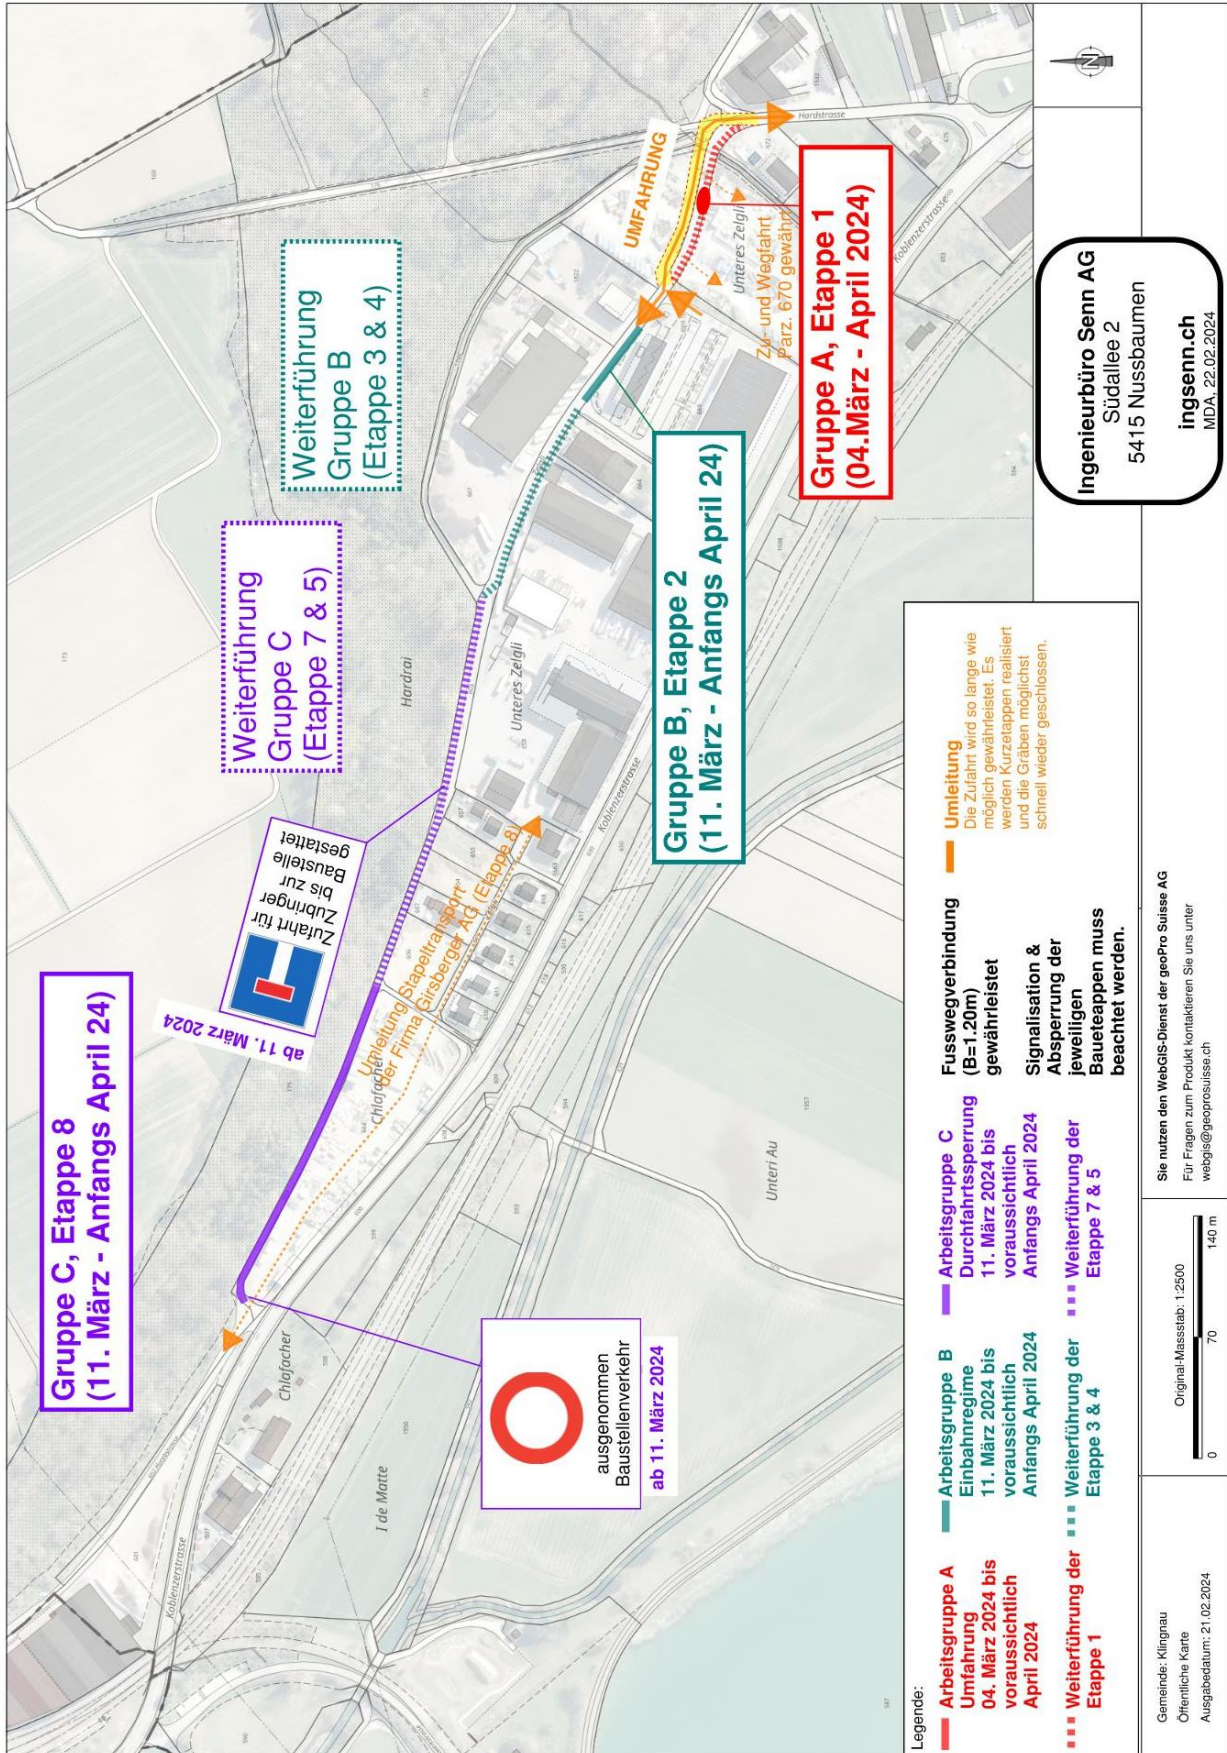 Gruppe C, Etappe 8
(11. März - Anfangs April 24)
ab 11. März 2024
Zufahrt für
Zubringer
bis zur
Baustelle
gestattet
Weiterführung
Gruppe C
(Etappe 7 & 5)
Weiterführung
Gruppe B
(Etappe 3 & 4)
UMFAHRUNG
Zu- und Wegfahrt
Parz. 670 gewährt
Gruppe A, Etappe 1
(04.März - April 2024)
Gruppe B, Etappe 2
(11. März - Anfangs April 24)
Umleitung Stapeltransport
der Firma Girsberger AG (Etappe 8)
ausgenommen
Baustellenverkehr
ab 11. März 2024
Hardrai
Unteres Zelgli
Unteres Zelgli
Hardstrasse
Koblenzerstrasse
Koblenzerstrasse
Koblenzerstrasse
Chlafacher
Chlafacher
I de Matte
Unteri Au
N
Ingenieurbüro Senn AG
Südallee 2
5415 Nussbaumen
ingsenn.ch
MDA, 22.02.2024
Legende:
Arbeitsgruppe A
Umfahrung
04. März 2024 bis
voraussichtlich
April 2024
Weiterführung der
Etappe 1
Arbeitsgruppe B
Einbahnregime
11. März 2024 bis
voraussichtlich
Anfangs April 2024
Weiterführung der
Etappe 3 & 4
Arbeitsgruppe C
Durchfahrtssperrung
11. März 2024 bis
voraussichtlich
Anfangs April 2024
Weiterführung der
Etappe 7 & 5
Fusswegverbindung
(B=1.20m)
gewährleistet
Signalisation &
Absperrung der
jeweiligen
Baueteappen muss
beachtet werden.
Umleitung
Die Zufahrt wird so lange wie
möglich gewährleistet. Es
werden Kurzetappen realisiert
und die Gräben möglichst
schnell wieder geschlossen.
Gemeinde: Klingnau
Öffentliche Karte
Ausgabedatum: 21.02.2024
Original-Massstab: 1:2500
0 70 140 m
Sie nutzen den WebGIS-Dienst der geoPro Suisse AG
Für Fragen zum Produkt kontaktieren Sie uns unter
webgis@geoprosuisse.ch